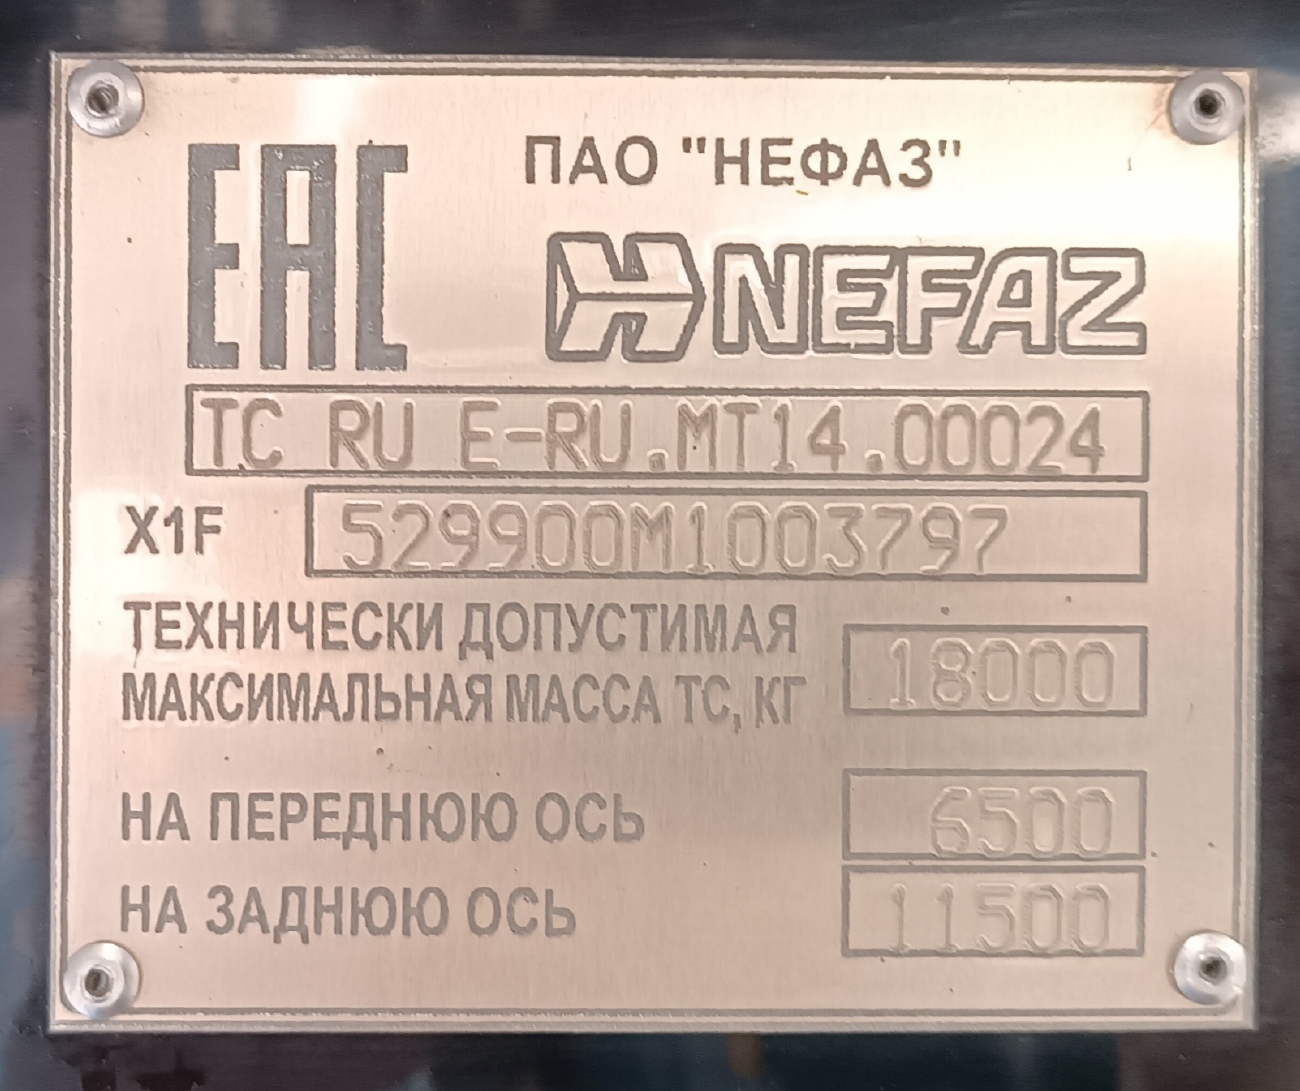 ЕАС
ПАО "НЕФАЗ"
NEFAZ
TC RU E-RU.MT14.00024
X1F 529900M1003797
ТЕХНИЧЕСКИ ДОПУСТИМАЯ
МАКСИМАЛЬНАЯ МАССА ТС, КГ 18000
НА ПЕРЕДНЮЮ ОСЬ 6500
НА ЗАДНЮЮ ОСЬ 11500